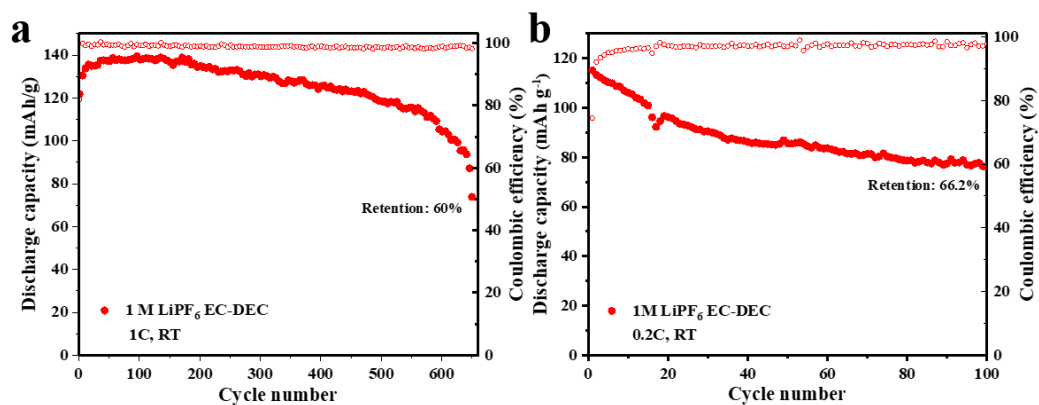 a
Discharge capacity (mAh/g)
140
120
100
80
60
40
20
0
0
100
200
300
400
500
600
Cycle number
100
80
60
40
20
0
Coulombic efficiency (%)
Retention: 60%
1 M LiPF₆ EC-DEC
1C, RT
b
Discharge capacity (mAh g⁻¹)
120
100
80
60
40
20
0
0
20
40
60
80
100
Cycle number
100
80
60
40
20
0
Coulombic efficiency (%)
Retention: 66.2%
1M LiPF₆ EC-DEC
0.2C, RT